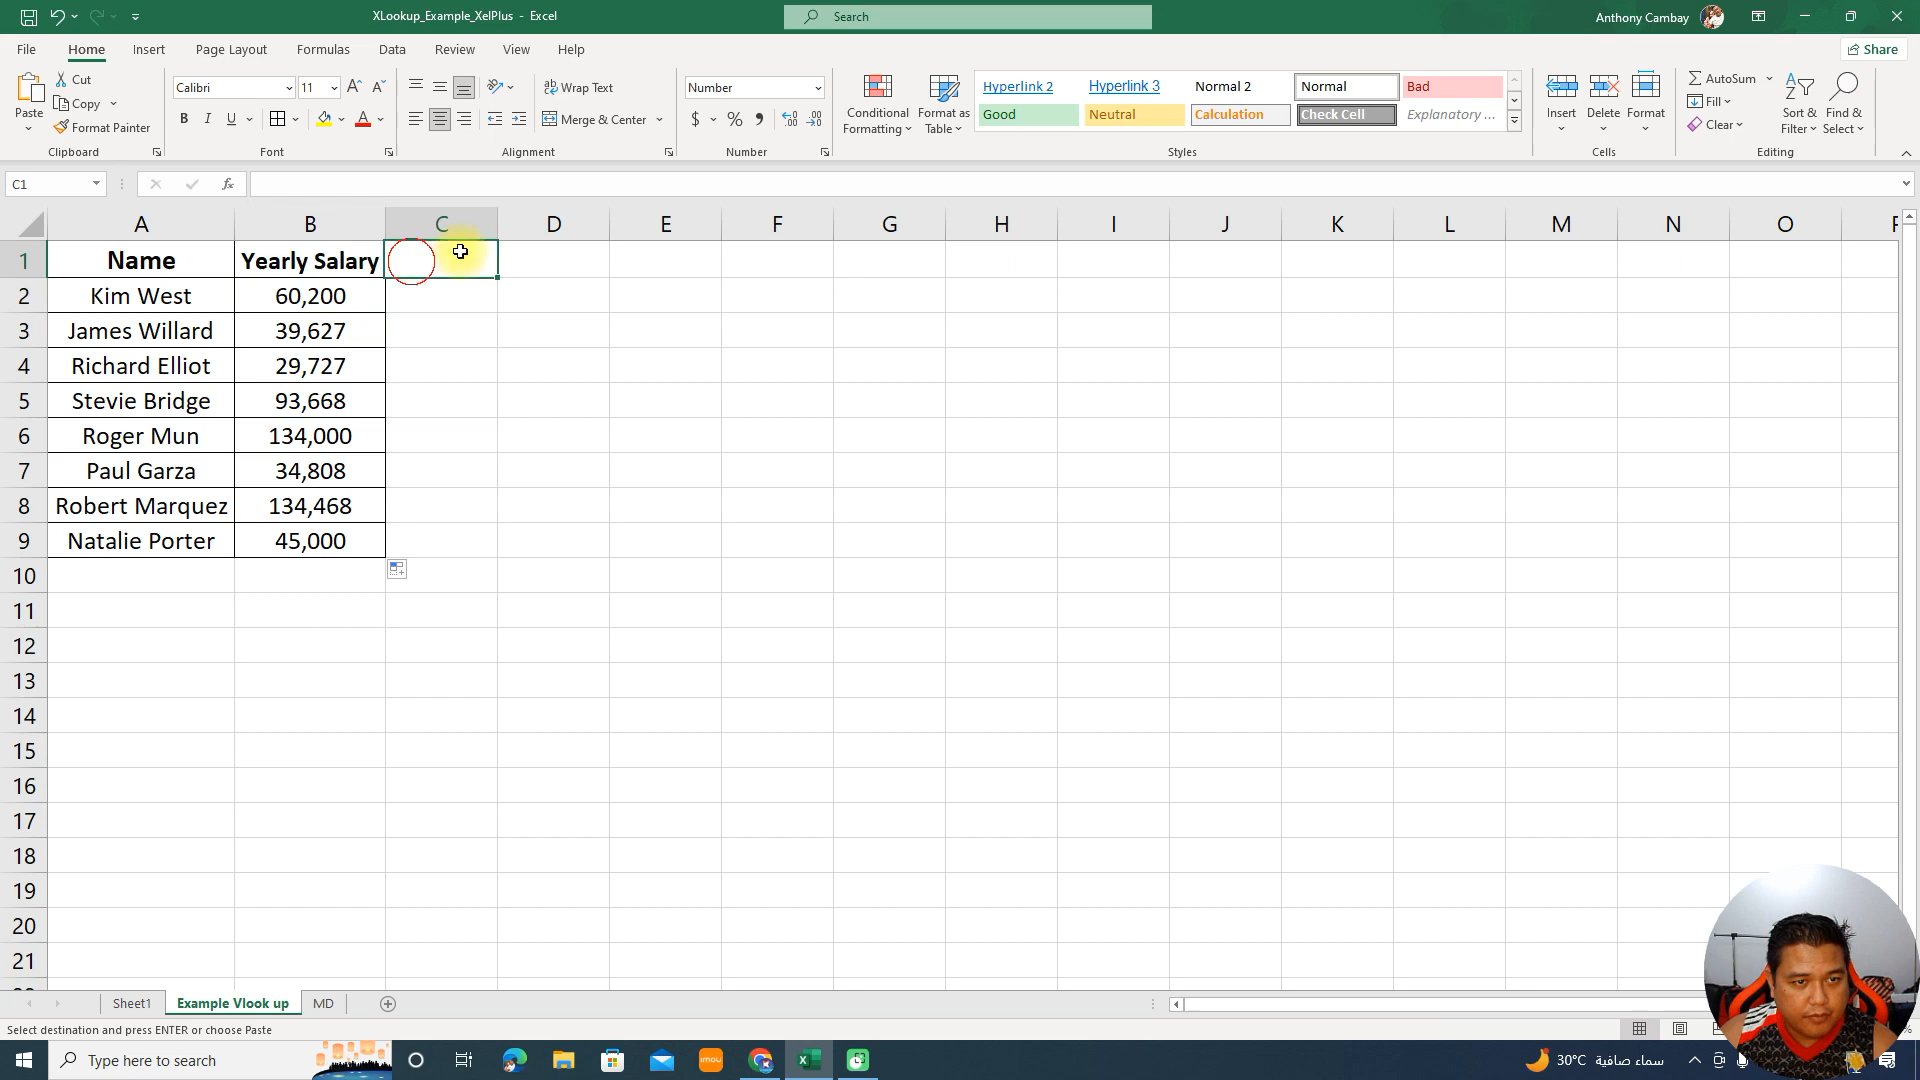 XLookup_Example_XelPlus - Excel
Search
Anthony Cambay
File Home Insert Page Layout Formulas Data Review View Help
Share
Paste
Cut
Copy
Format Painter
Clipboard
Calibri 11
B I U
Font
Wrap Text
Merge & Center
Alignment
Number
$ % 9
Number
Conditional Formatting
Format as Table
Hyperlink 2 Hyperlink 3 Normal 2 Normal Bad
Good Neutral Calculation Check Cell Explanatory ...
Styles
Insert Delete Format
Cells
AutoSum
Fill
Clear
Sort & Filter
Find & Select
Editing
C1
fx
A B C D E F G H I J K L M N O P
1 Name Yearly Salary
2 Kim West 60,200
3 James Willard 39,627
4 Richard Elliot 29,727
5 Stevie Bridge 93,668
6 Roger Mun 134,000
7 Paul Garza 34,808
8 Robert Marquez 134,468
9 Natalie Porter 45,000
10
11
12
13
14
15
16
17
18
19
20
21
Sheet1 Example Vlook up MD
Select destination and press ENTER or choose Paste
Type here to search
imou
30°C سماء صافية